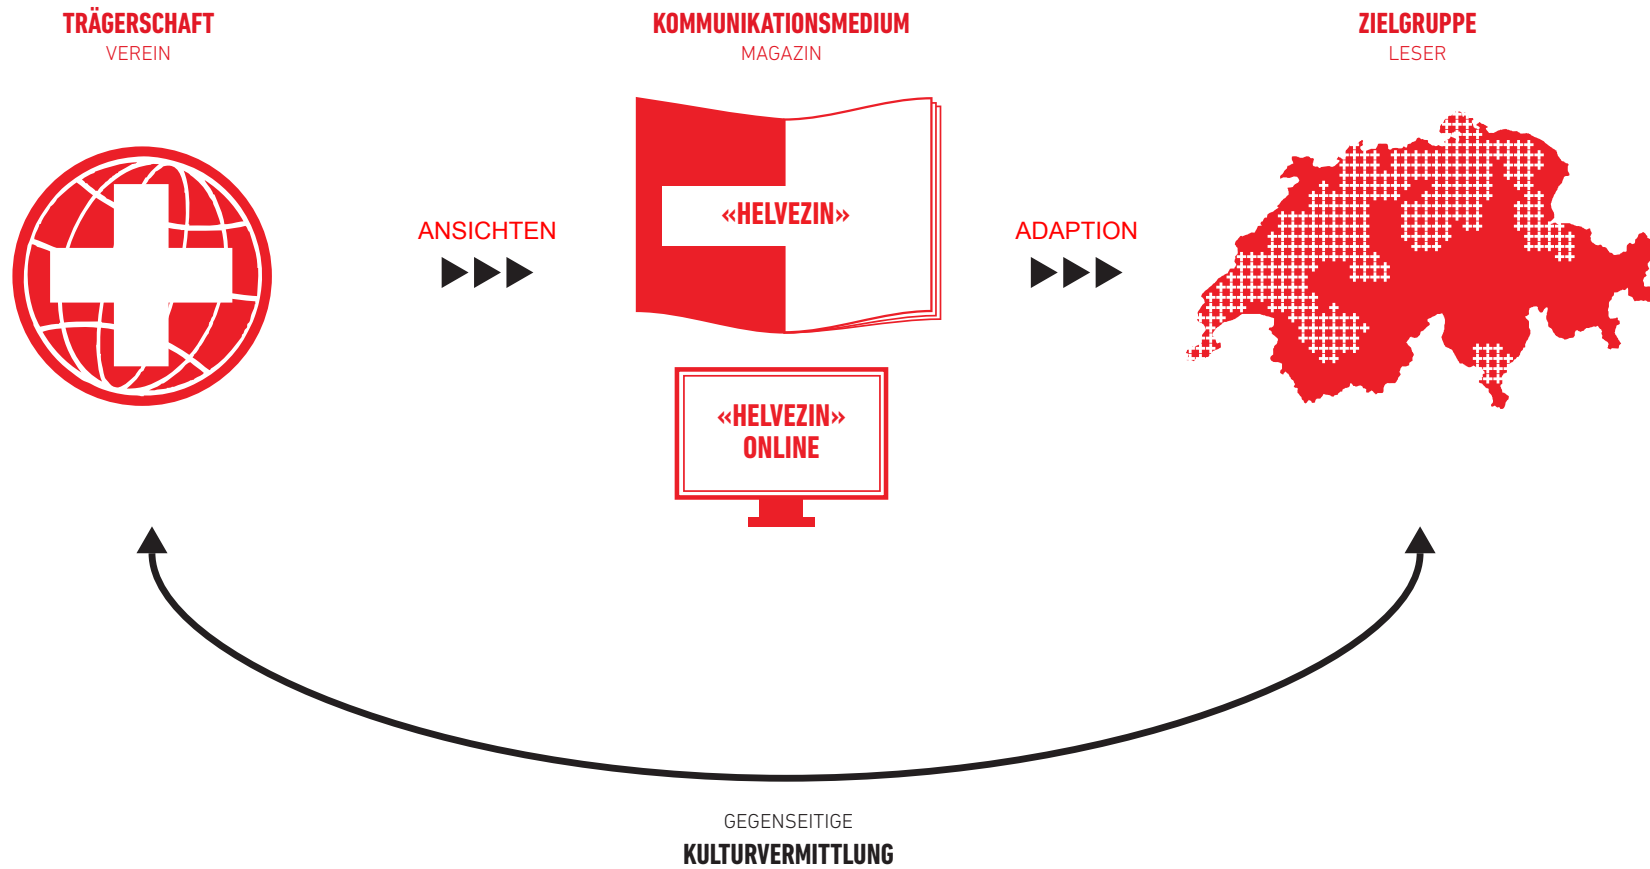 TRÄGERSCHAFT
VEREIN
KOMMUNIKATIONSMEDIUM
MAGAZIN
ZIELGRUPPE
LESER
ANSICHTEN
«HELVEZIN»
ADAPTION
«HELVEZIN»
ONLINE
GEGENSEITIGE
KULTURVERMITTLUNG